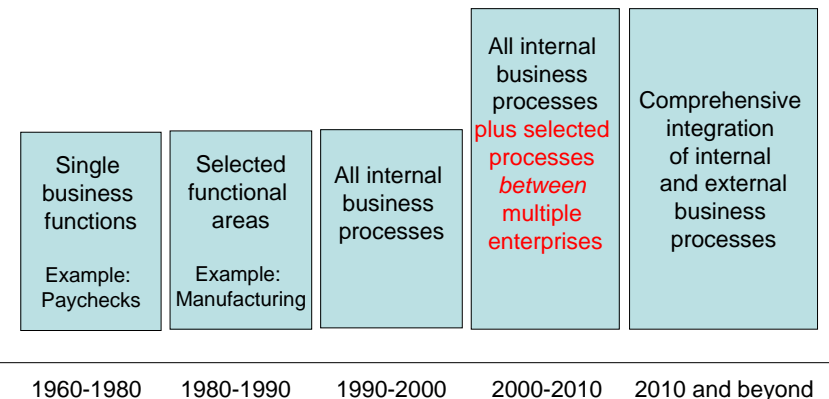 Single
business
functions
Example:
Paychecks
Selected
functional
areas
Example:
Manufacturing
All internal
business
processes
All internal
business
processes
plus selected
processes
between
multiple
enterprises
Comprehensive
integration
of internal
and external
business
processes
1960-1980
1980-1990
1990-2000
2000-2010
2010 and beyond